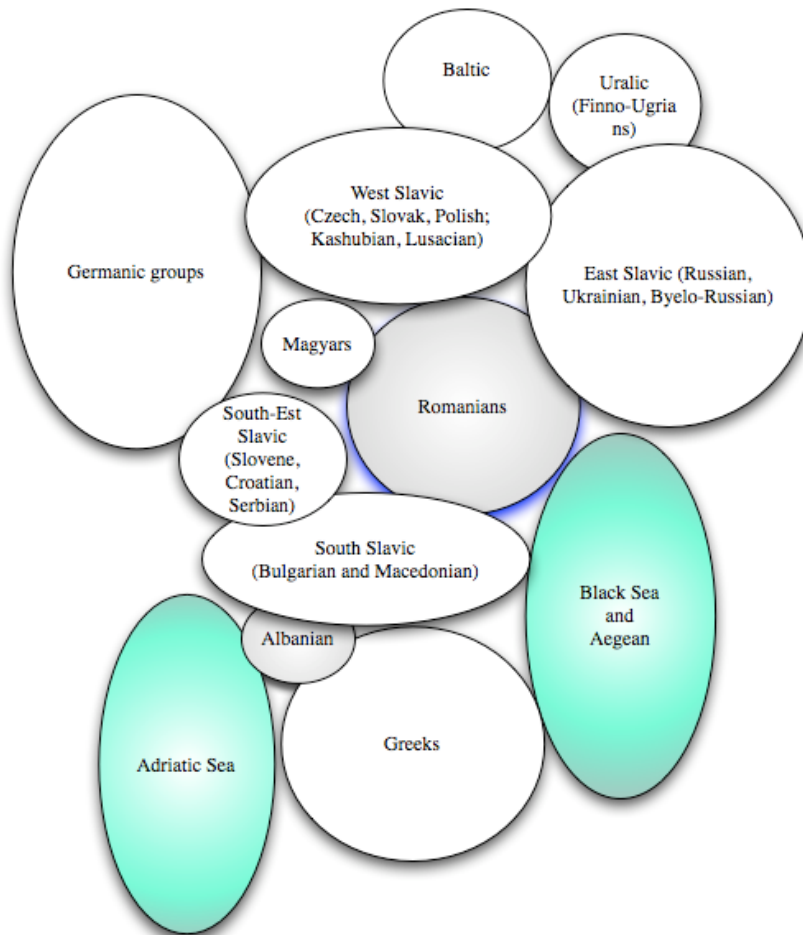 Baltic
Uralic
(Finno-Ugria
ns)
West Slavic
(Czech, Slovak, Polish;
Kashubian, Lusacian)
Germanic groups
East Slavic (Russian,
Ukrainian, Byelo-Russian)
Magyars
Romanians
South-Est
Slavic
(Slovene,
Croatian,
Serbian)
South Slavic
(Bulgarian and Macedonian)
Black Sea
and
Aegean
Albanian
Greeks
Adriatic Sea